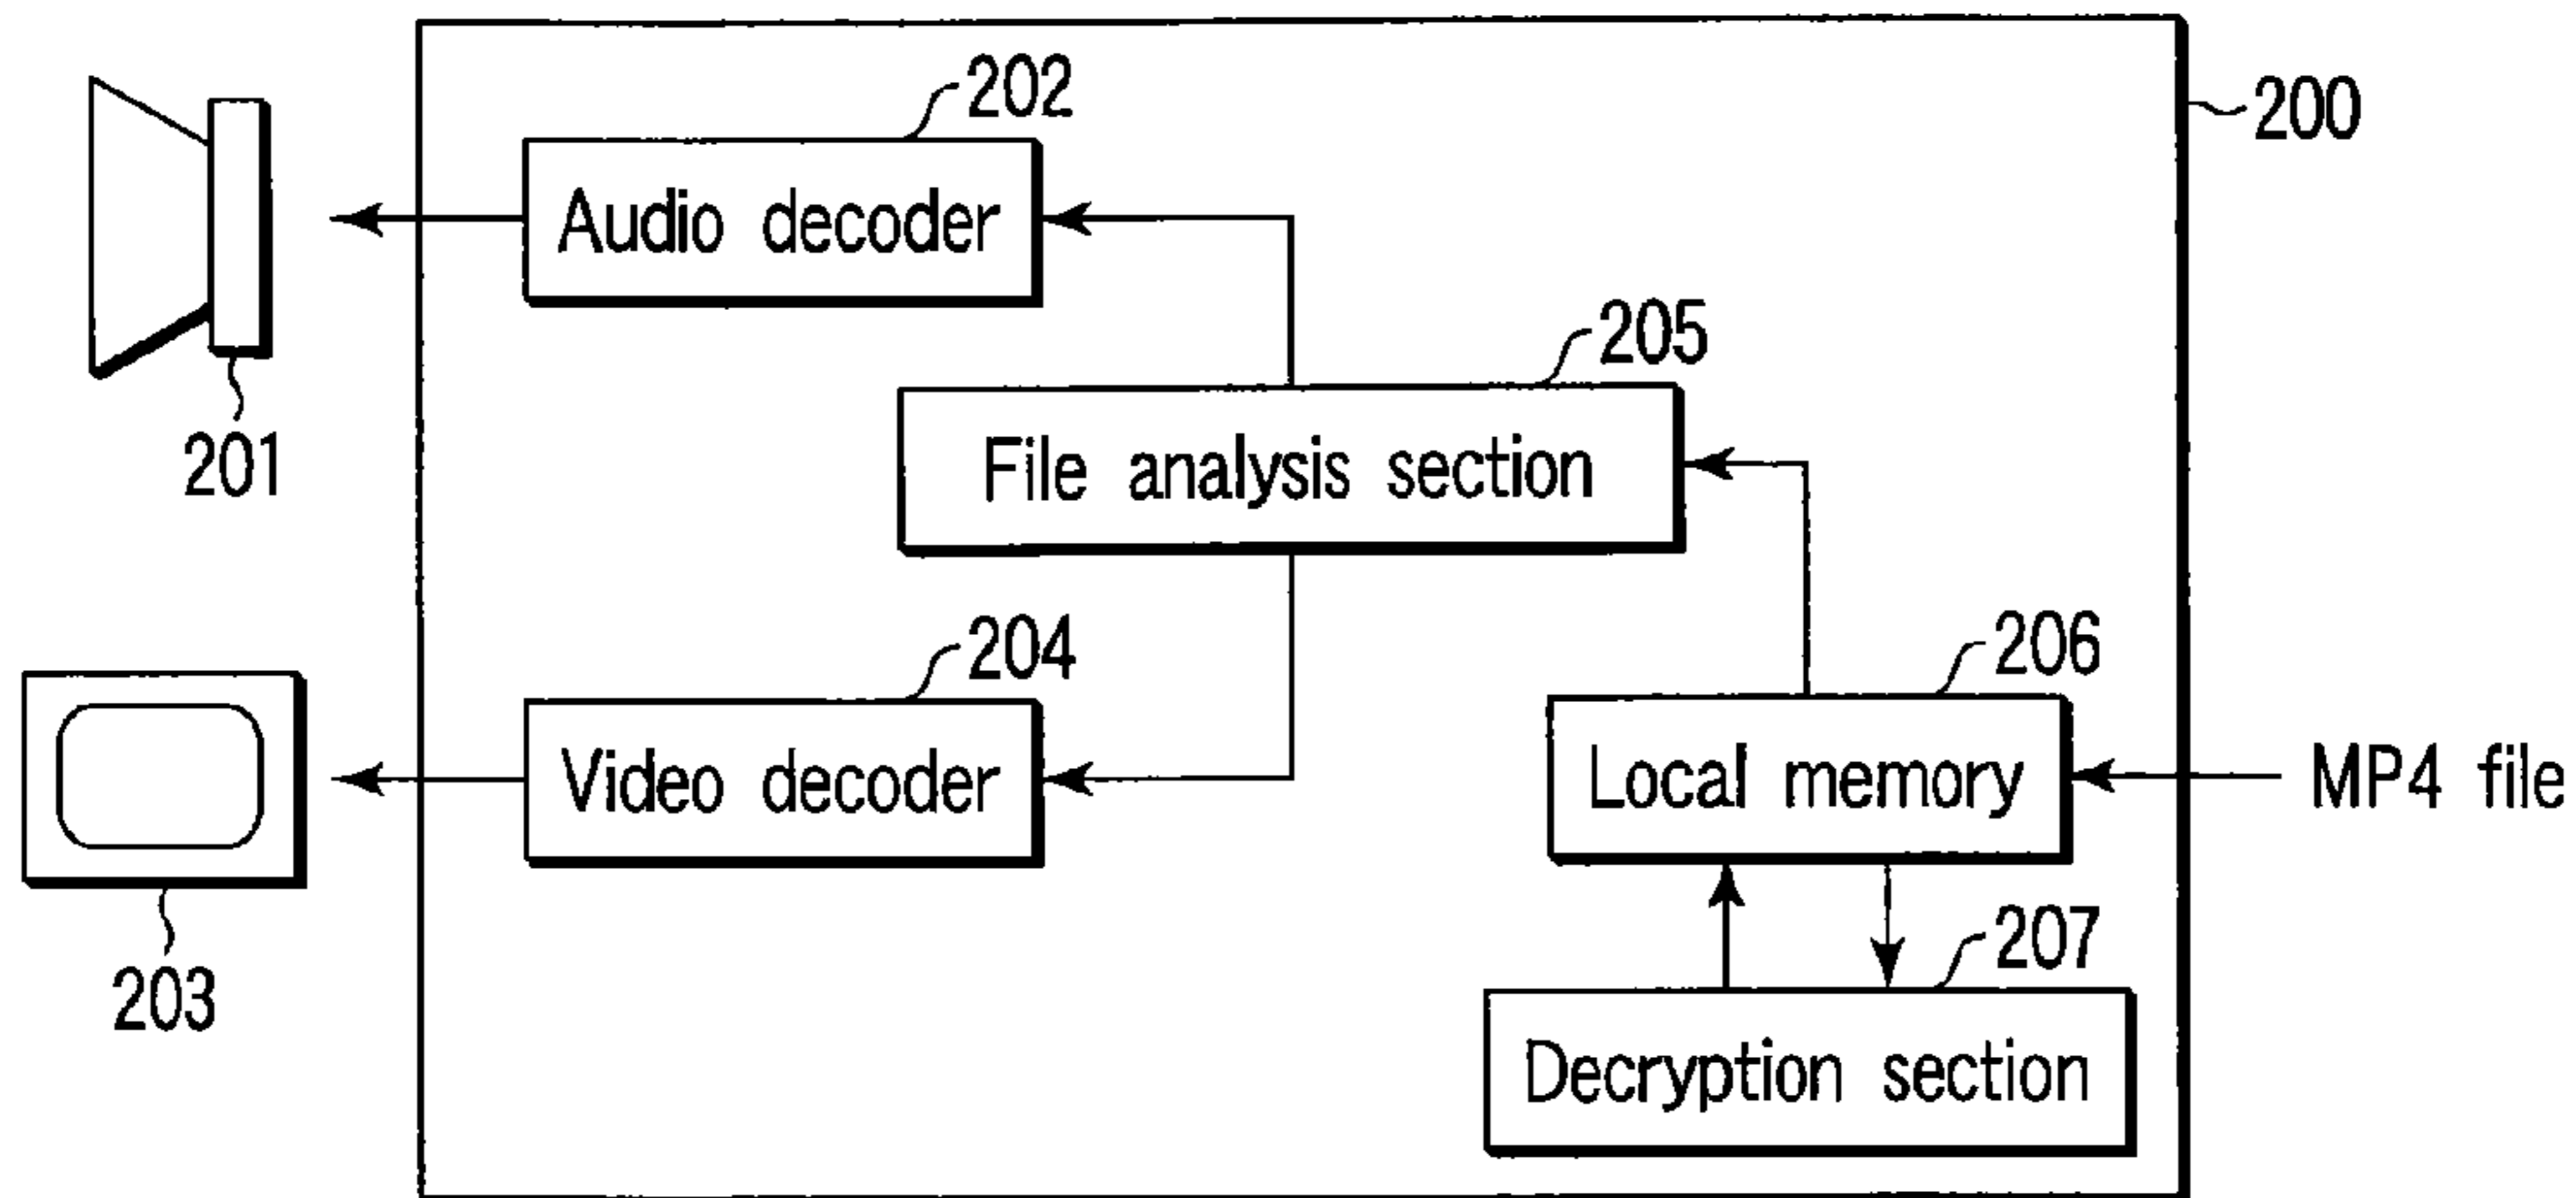 202
200
Audio decoder
205
201
File analysis section
204
206
Video decoder
Local memory
MP4 file
207
203
Decryption section